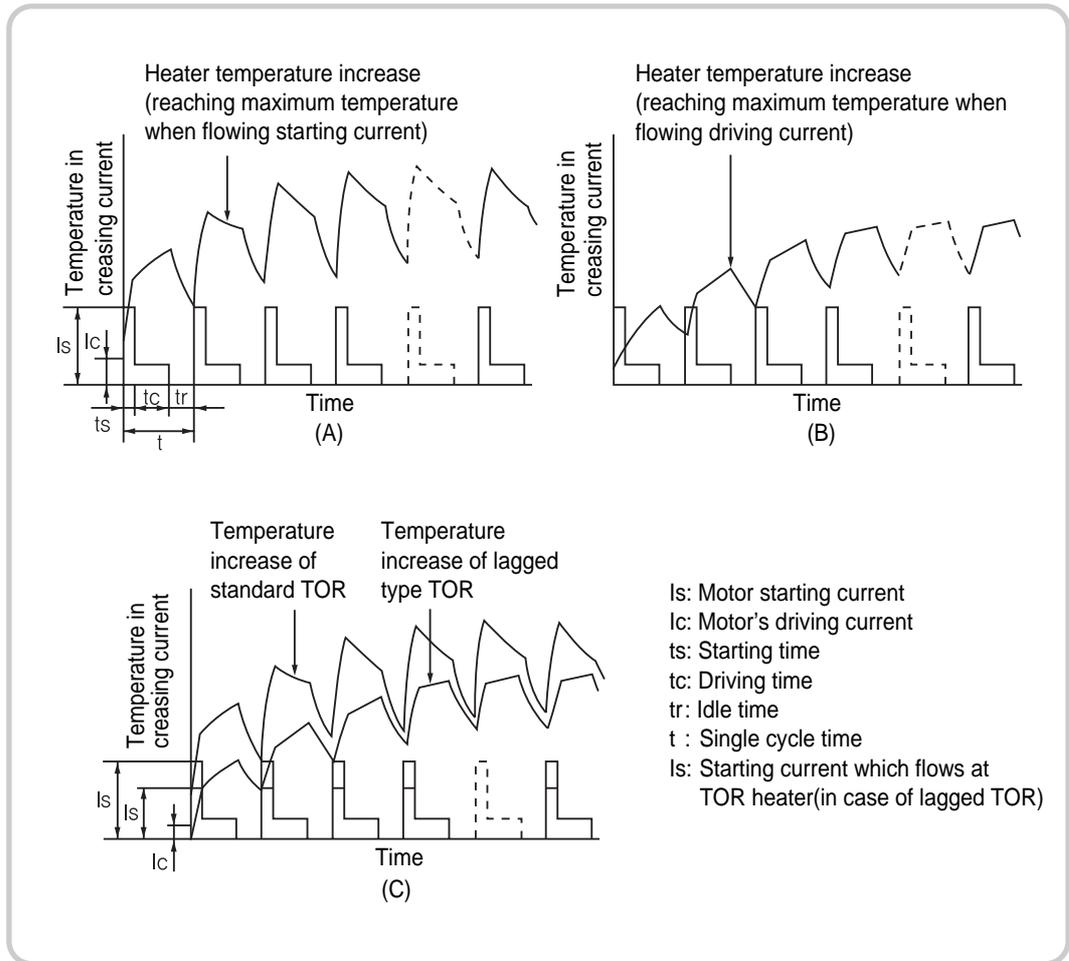 Heater temperature increase
(reaching maximum temperature
when flowing starting current)
Temperature in
creasing current
Is
Ic
tc
tr
ts
t
Time
(A)
Heater temperature increase
(reaching maximum temperature when
flowing driving current)
Temperature in
creasing current
Time
(B)
Temperature
increase of
standard TOR
Temperature
increase of lagged
type TOR
Temperature in
creasing current
Is
Is
Ic
Time
(C)
Is: Motor starting current
Ic: Motor's driving current
ts: Starting time
tc: Driving time
tr: Idle time
t : Single cycle time
Is: Starting current which flows at
TOR heater(in case of lagged TOR)